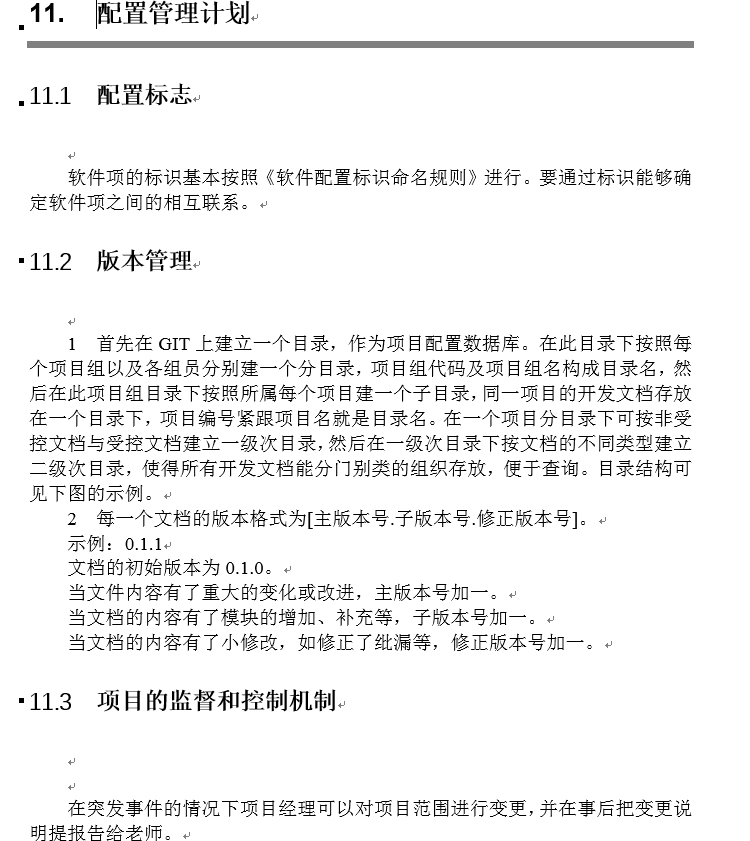 11. 配置管理计划
11.1 配置标志
软件项的标识基本按照《软件配置标识命名规则》进行。要通过标识能够确
定软件项之间的相互联系。
11.2 版本管理
1 首先在 GIT 上建立一个目录，作为项目配置数据库。在此目录下按照每
个项目组以及各组员分别建一个分目录，项目组代码及项目组名构成目录名，然
后在此项目组目录下按照所属每个项目建一个子目录，同一项目的开发文档存放
在一个目录下，项目编号紧跟项目名就是目录名。在一个项目分目录下可按非受
控文档与受控文档建立一级次目录，然后在一级次目录下按文档的不同类型建立
二级次目录，使得所有开发文档能分门别类的组织存放，便于查询。目录结构可
见下图的示例。
2 每一个文档的版本格式为[主版本号.子版本号.修正版本号]。
示例：0.1.1
文档的初始版本为 0.1.0。
当文件内容有了重大的变化或改进，主版本号加一。
当文档的内容有了模块的增加、补充等，子版本号加一。
当文档的内容有了小修改，如修正了纰漏等，修正版本号加一。
11.3 项目的监督和控制机制
在突发事件的情况下项目经理可以对项目范围进行变更，并在事后把变更说
明提报告给老师。